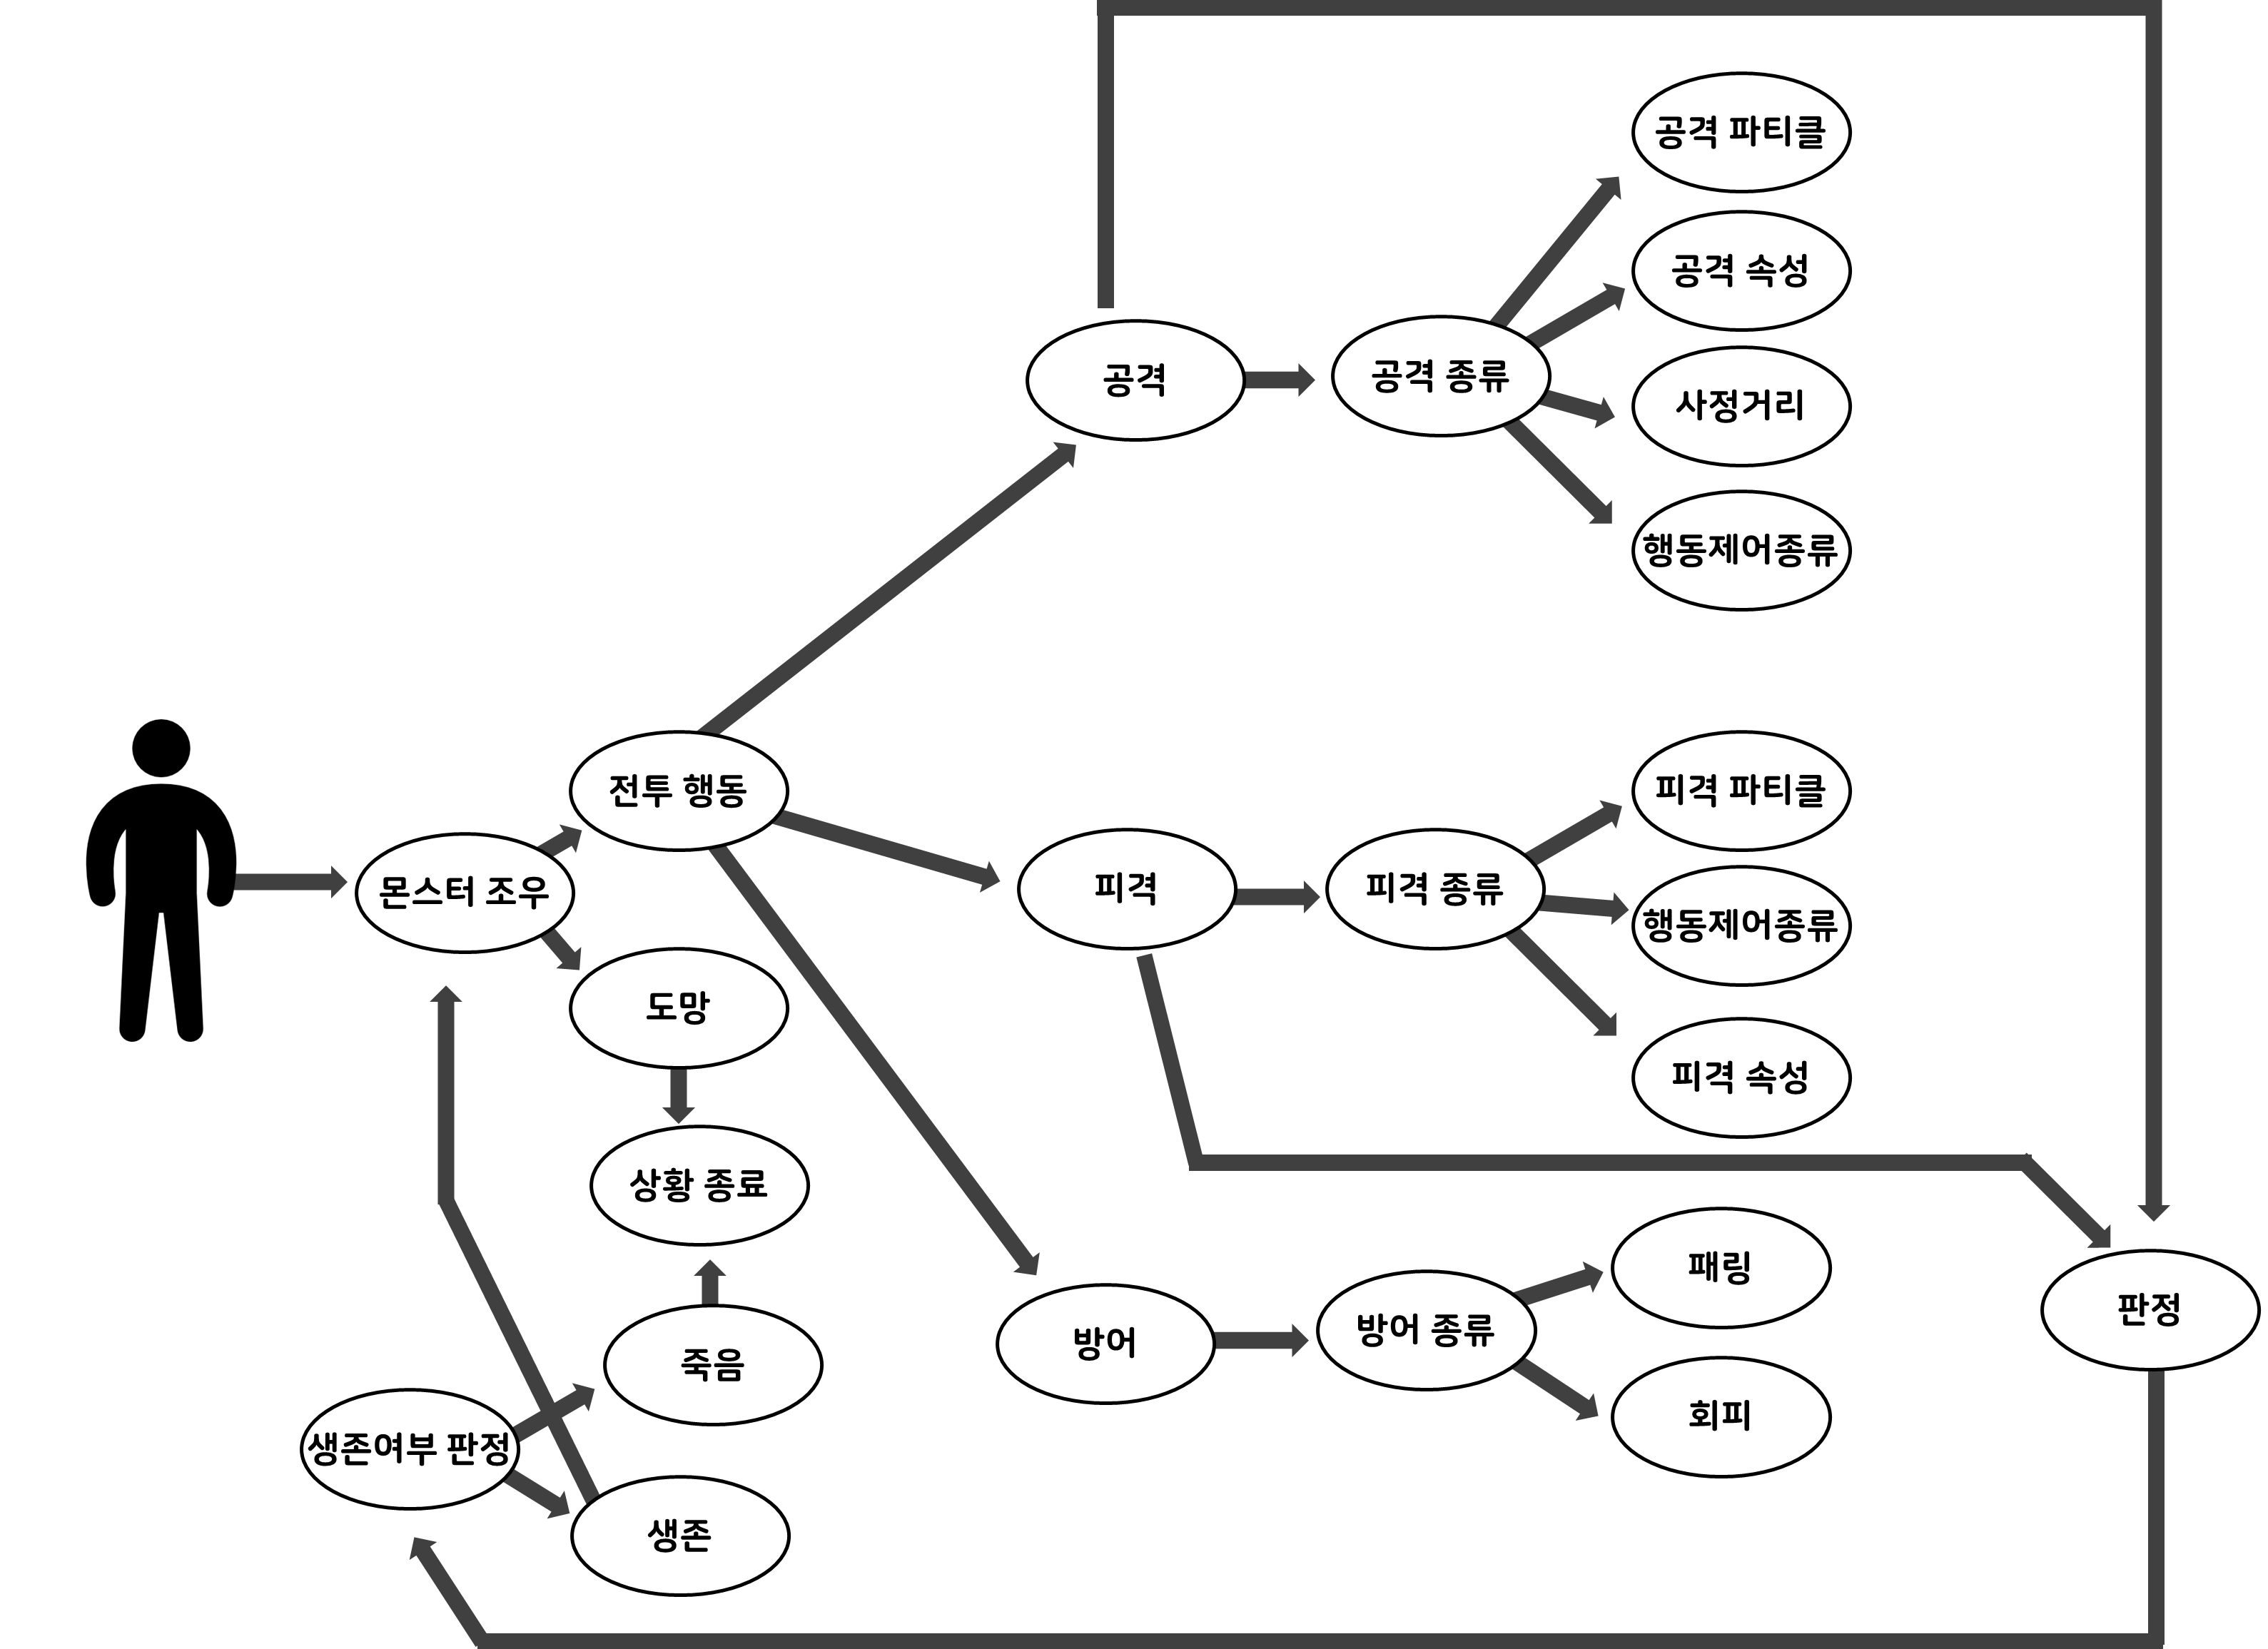 공격 파티클
공격 속성
공격
공격 종류
사정거리
행동제어종류
전투 행동
피격 파티클
몬스터 조우
피격
피격 종류
행동제어종류
도망
피격 속성
상황 종료
패링
판정
방어
방어 종류
죽음
회피
생존여부 판정
생존